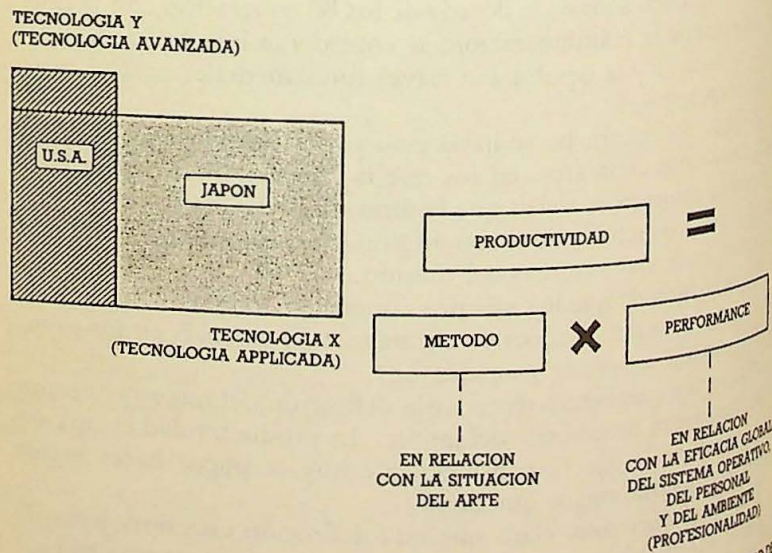 TECNOLOGIA Y
(TECNOLOGIA AVANZADA)
U.S.A.
JAPON
TECNOLOGIA X
(TECNOLOGIA APPLICADA)
PRODUCTIVIDAD =
METODO × PERFORMANCE
EN RELACION
CON LA SITUACION
DEL ARTE
EN RELACION
CON LA EFICACIA GLOBAL
DEL SISTEMA OPERATIVO,
DEL PERSONAL
Y DEL AMBIENTE
(PROFESIONALIDAD)